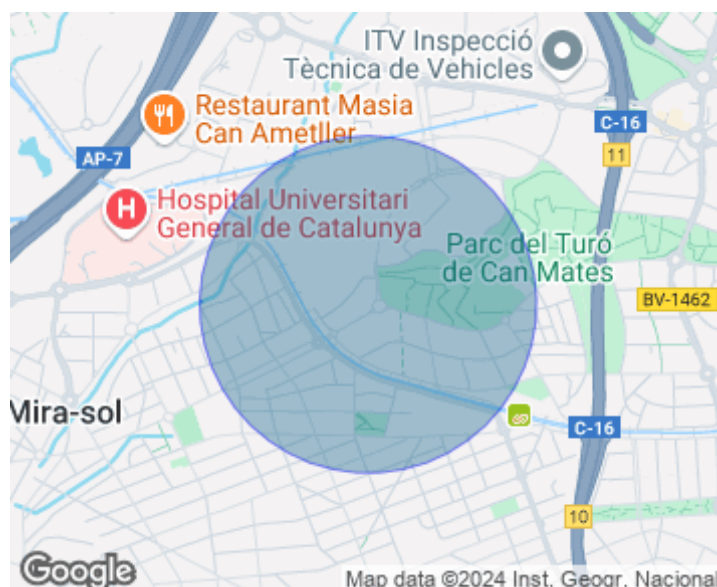 ITV Inspecció
Tècnica de Vehicles
Restaurant Masia
Can Ametller
C-16
11
AP-7
H
Hospital Universitari
General de Catalunya
Parc del Turó
de Can Mates
BV-1462
Mira-sol
C-16
10
Google
Map data ©2024 Inst. Geogr. Nacional